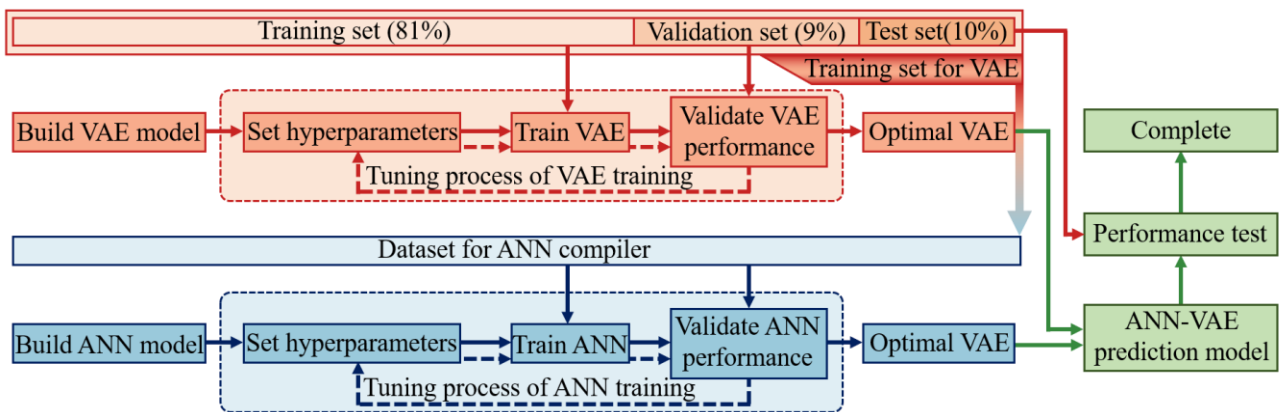 Training set (81%)
Validation set (9%)
Test set(10%)
Training set for VAE
Build VAE model
Set hyperparameters
Train VAE
Validate VAE
performance
Optimal VAE
Complete
Tuning process of VAE training
Dataset for ANN compiler
Performance test
Build ANN model
Set hyperparameters
Train ANN
Validate ANN
performance
Optimal VAE
ANN-VAE
prediction model
Tuning process of ANN training